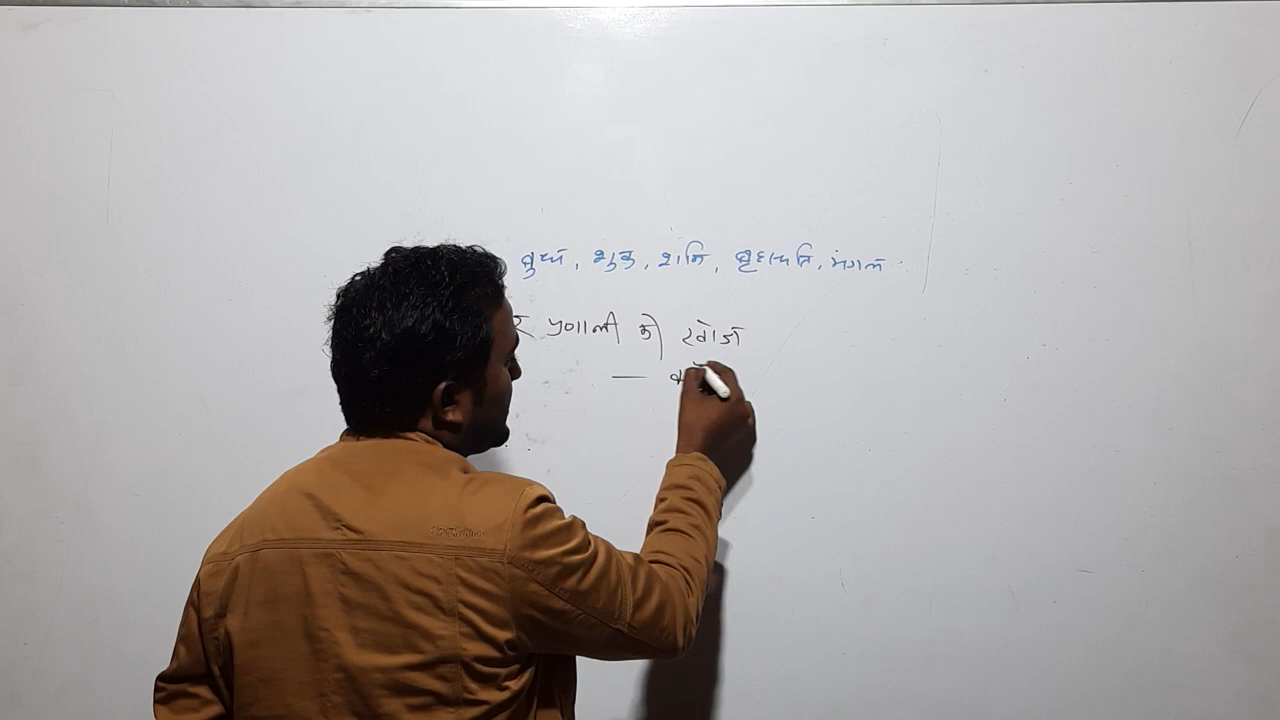 बुध, शुक्र, शनि, बृहस्पति, मंगल
र प्रणाली की खोज
—